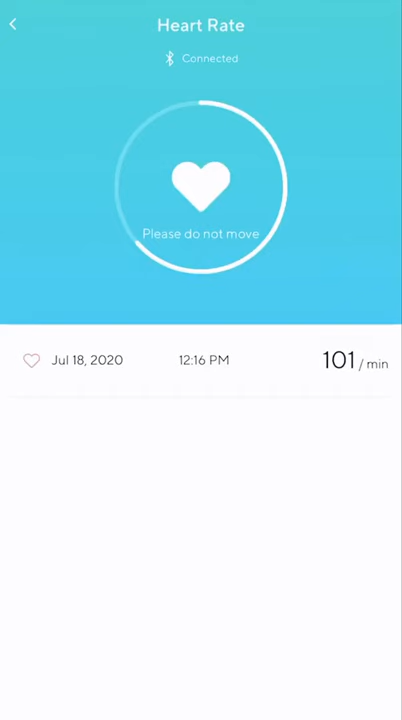 Heart Rate
Connected
Please do not move
Jul 18, 2020 12:16 PM 101 / min